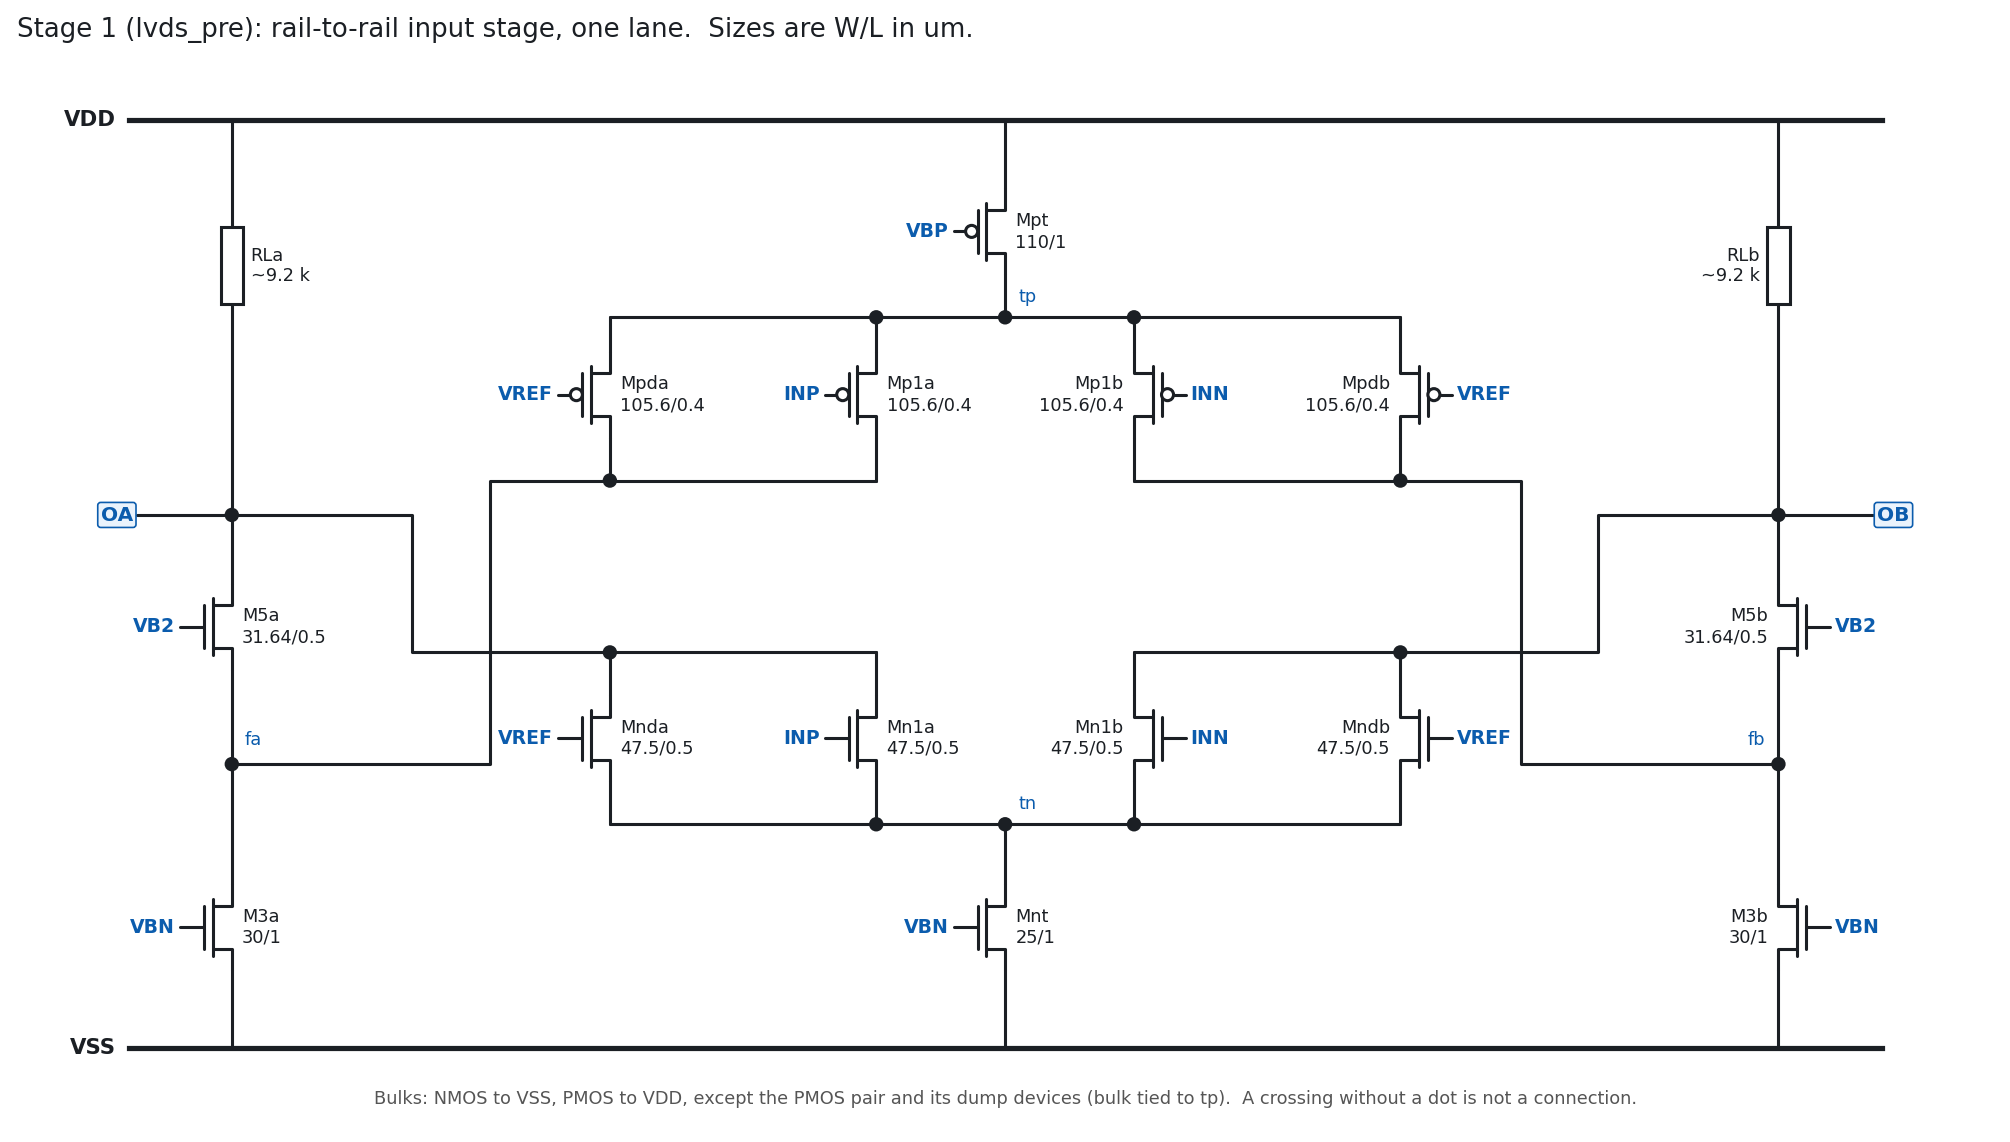 Stage 1 (lvds_pre): rail-to-rail input stage, one lane.  Sizes are W/L in um.
VDD
Mpt
VBP
110/1
RLa
~9.2 k
RLb
~9.2 k
tp
VREF
Mpda
105.6/0.4
INP
Mp1a
105.6/0.4
Mp1b
105.6/0.4
INN
Mpdb
105.6/0.4
VREF
OA
OB
VB2
M5a
31.64/0.5
M5b
31.64/0.5
VB2
fa
VREF
Mnda
47.5/0.5
INP
Mn1a
47.5/0.5
Mn1b
47.5/0.5
INN
Mndb
47.5/0.5
VREF
fb
tn
VBN
M3a
30/1
VBN
Mnt
25/1
M3b
30/1
VBN
VSS
Bulks: NMOS to VSS, PMOS to VDD, except the PMOS pair and its dump devices (bulk tied to tp).  A crossing without a dot is not a connection.